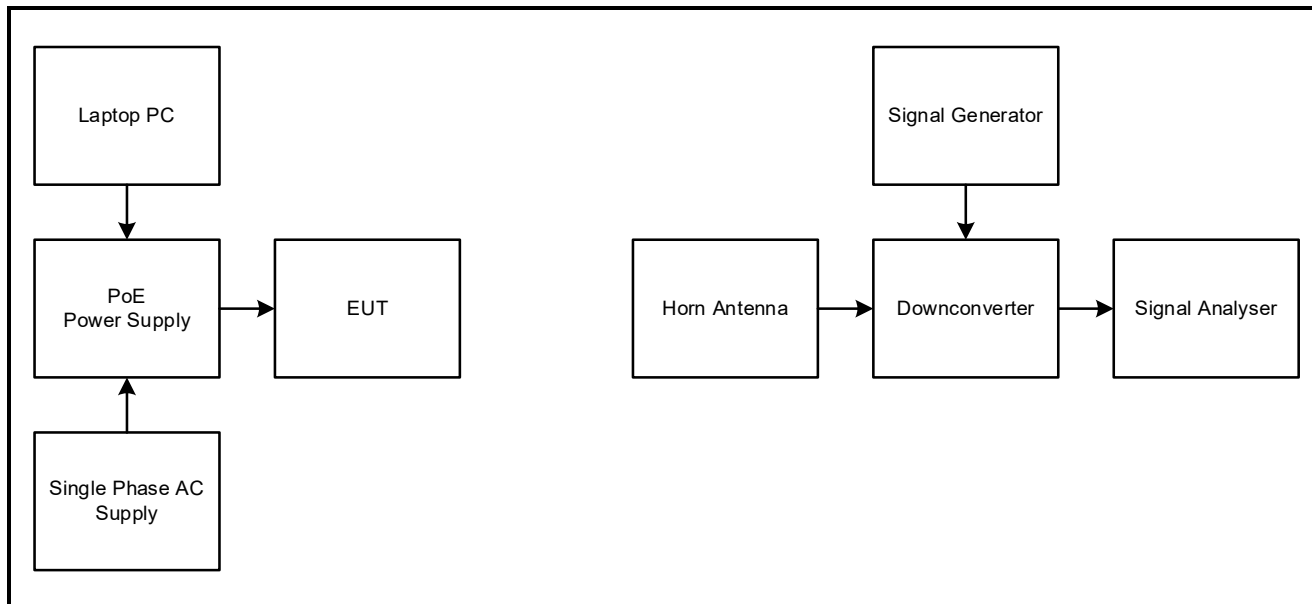 Laptop PC
Signal Generator
PoE
Power Supply
EUT
Horn Antenna
Downconverter
Signal Analyser
Single Phase AC
Supply